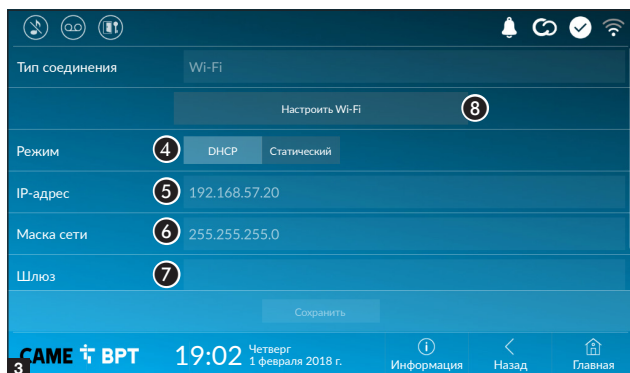 Тип соединения Wi-Fi
Настроить Wi-Fi 8
Режим 4 DHCP Статический
IP-адрес 5 192.168.57.20
Маска сети 6 255.255.255.0
Шлюз 7
Сохранить
3 CAME BPT 19:02 Четверг
1 февраля 2018 г.
Информация Назад Главная